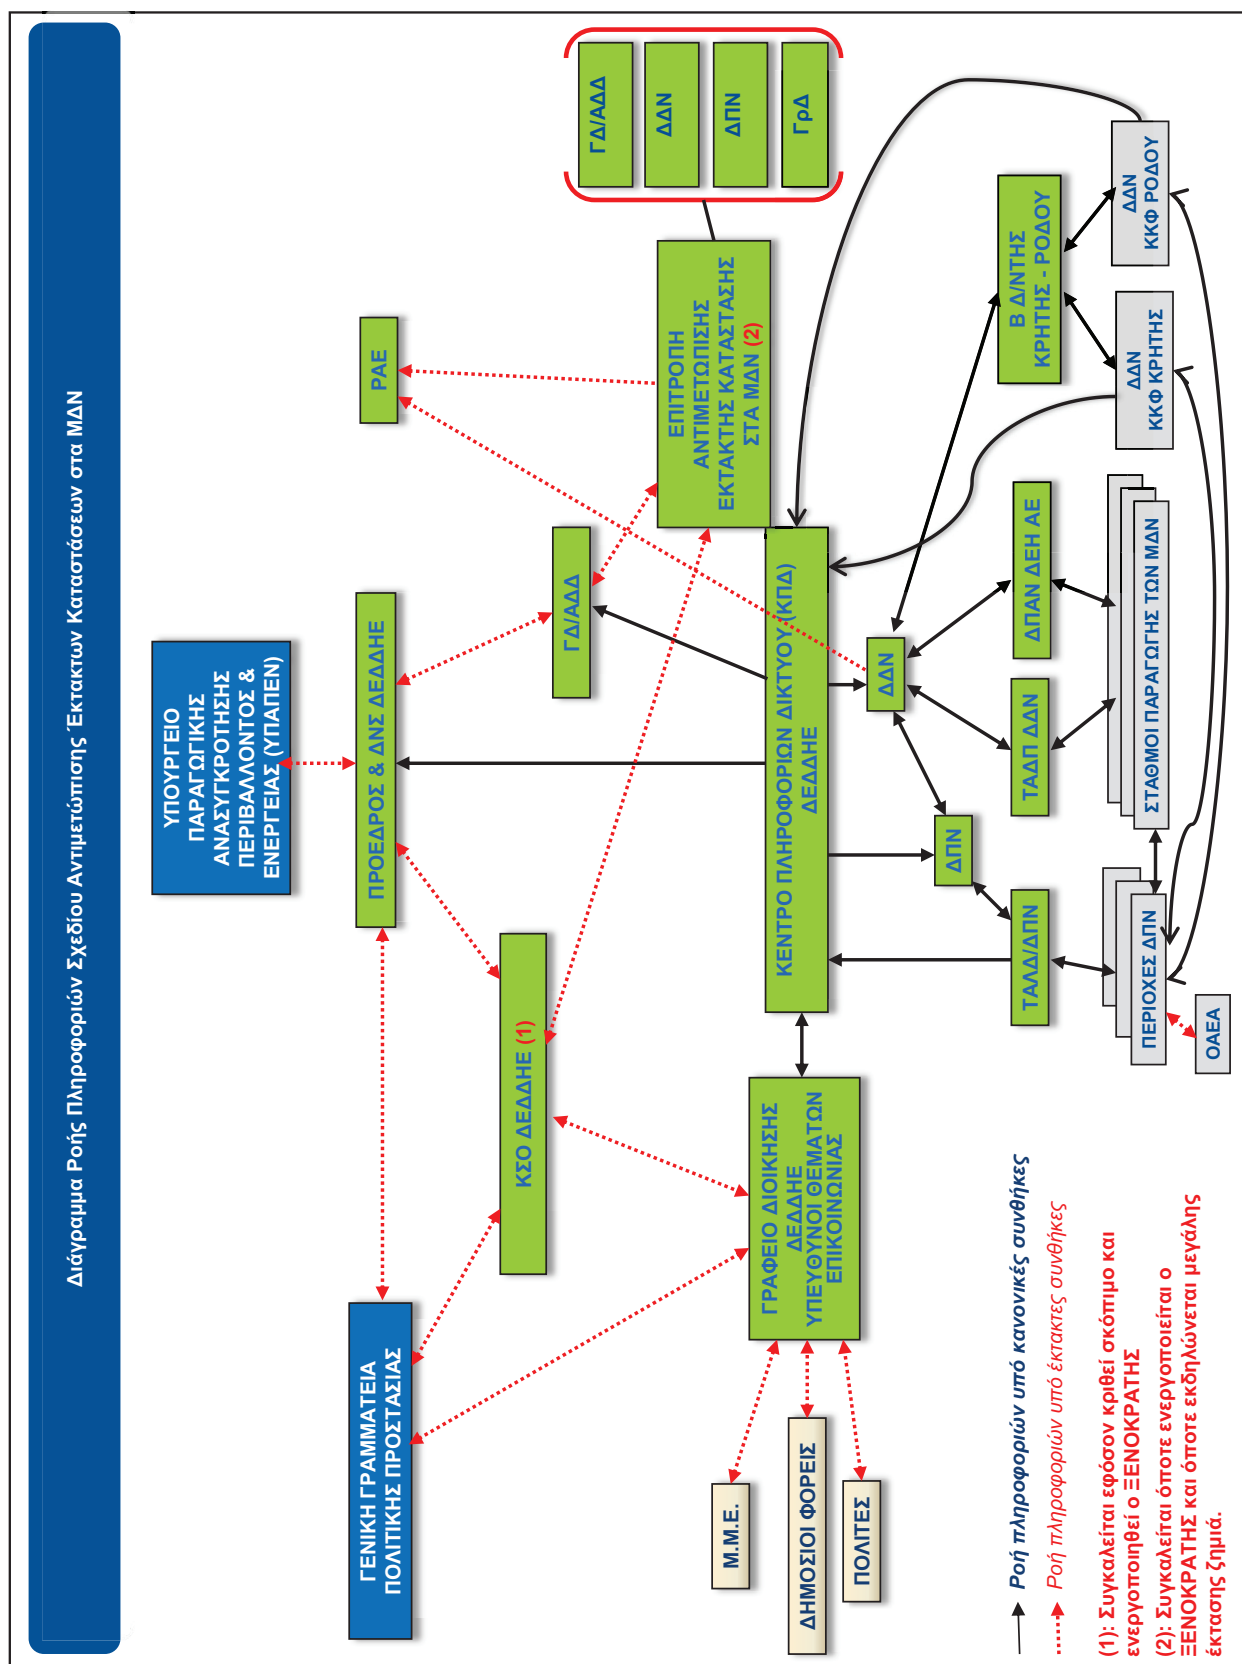 Διάγραμμα Ροής Πληροφοριών Σχεδίου Αντιμετώπισης Έκτακτων Καταστάσεων στα ΜΔΝ
ΥΠΟΥΡΓΕΙΟ
ΠΑΡΑΓΩΓΙΚΗΣ
ΑΝΑΣΥΓΚΡΟΤΗΣΗΣ
ΠΕΡΙΒΑΛΛΟΝΤΟΣ &
ΕΝΕΡΓΕΙΑΣ (ΥΠΑΠΕΝ)
ΓΕΝΙΚΗ ΓΡΑΜΜΑΤΕΙΑ
ΠΟΛΙΤΙΚΗΣ ΠΡΟΣΤΑΣΙΑΣ
ΠΡΟΕΔΡΟΣ & ΔΝΣ ΔΕΔΔΗΕ
ΡΑΕ
ΚΣΟ ΔΕΔΔΗΕ (1)
ΓΔ/ΑΔΔ
ΕΠΙΤΡΟΠΗ
ΑΝΤΙΜΕΤΩΠΙΣΗΣ
ΕΚΤΑΚΤΗΣ ΚΑΤΑΣΤΑΣΗΣ
ΣΤΑ ΜΔΝ (2)
ΓΔ/ΑΔΔ
ΔΔΝ
ΔΠΝ
ΓρΔ
Μ.Μ.Ε.
ΔΗΜΟΣΙΟΙ ΦΟΡΕΙΣ
ΠΟΛΙΤΕΣ
ΓΡΑΦΕΙΟ ΔΙΟΙΚΗΣΗΣ
ΔΕΔΔΗΕ
ΥΠΕΥΘΥΝΟΙ ΘΕΜΑΤΩΝ
ΕΠΙΚΟΙΝΩΝΙΑΣ
ΚΕΝΤΡΟ ΠΛΗΡΟΦΟΡΙΩΝ ΔΙΚΤΥΟΥ (ΚΠΔ)
ΔΕΔΔΗΕ
ΔΔΝ
ΔΠΝ
ΤΑΛΔ/ΔΠΝ
ΤΑΔΠ ΔΔΝ
ΔΠΑΝ ΔΕΗ ΑΕ
Β Δ/ΝΤΗΣ
ΚΡΗΤΗΣ - ΡΟΔΟΥ
ΠΕΡΙΟΧΕΣ ΔΠΝ
ΣΤΑΘΜΟΙ ΠΑΡΑΓΩΓΗΣ ΤΩΝ ΜΔΝ
ΔΔΝ
ΚΚΦ ΚΡΗΤΗΣ
ΔΔΝ
ΚΚΦ ΡΟΔΟΥ
ΟΑΕΑ
Ροή πληροφοριών υπό κανονικές συνθήκες
Ροή πληροφοριών υπό έκτακτες συνθήκες
(1): Συγκαλείται εφόσον κριθεί σκόπιμο και
ενεργοποιηθεί ο ΞΕΝΟΚΡΑΤΗΣ
(2): Συγκαλείται όποτε ενεργοποιείται ο
ΞΕΝΟΚΡΑΤΗΣ και όποτε εκδηλώνεται μεγάλης
έκτασης ζημιά.